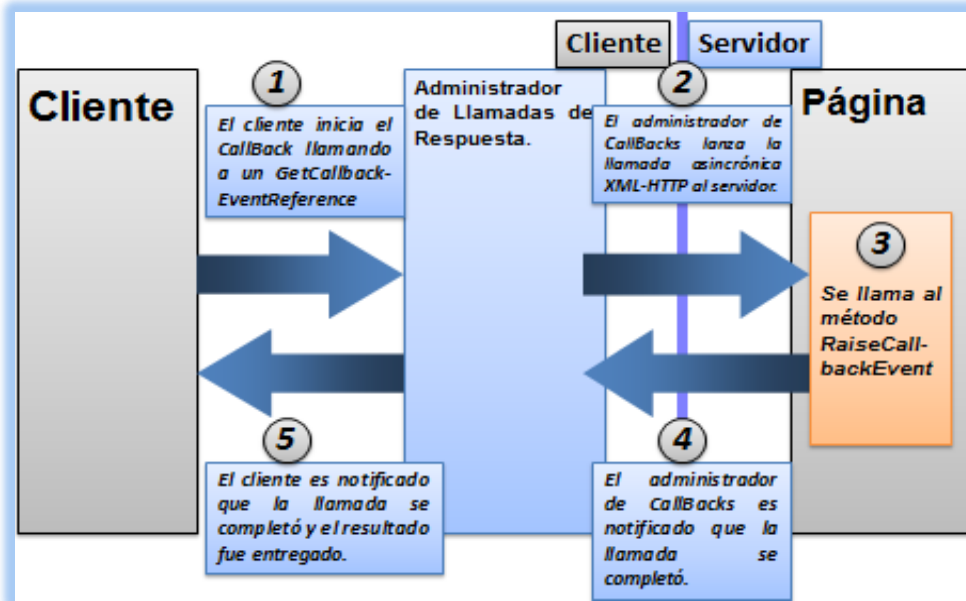 Cliente
Servidor
Cliente
1
El cliente inicia el
CallBack llamando
a un GetCallback-
EventReference
Administrador
de Llamadas de
Respuesta.
2
El administrador de
CallBacks lanza la
llamada asincrónica
XML-HTTP al servidor.
Página
3
Se llama al
método
RaiseCall-
backEvent
4
El administrador
de CallBacks es
notificado que la
llamada se
completó.
5
El cliente es notificado
que la llamada se
completó y el resultado
fue entregado.